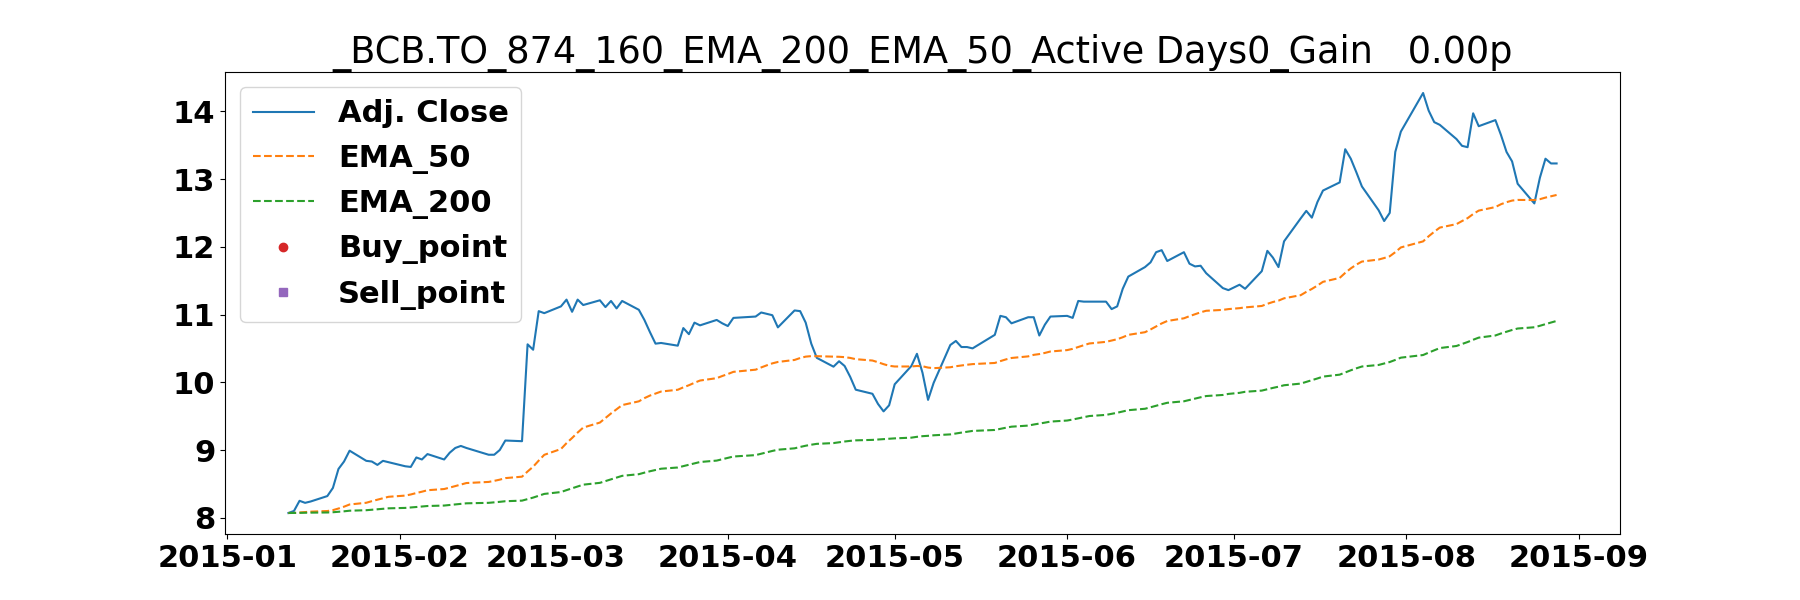 _BCB.TO_874_160_EMA_200_EMA_50_Active Days0_Gain   0.00p
Adj. Close
EMA_50
EMA_200
Buy_point
Sell_point
14
13
12
11
10
9
8
2015-01 2015-02 2015-03 2015-04 2015-05 2015-06 2015-07 2015-08 2015-09